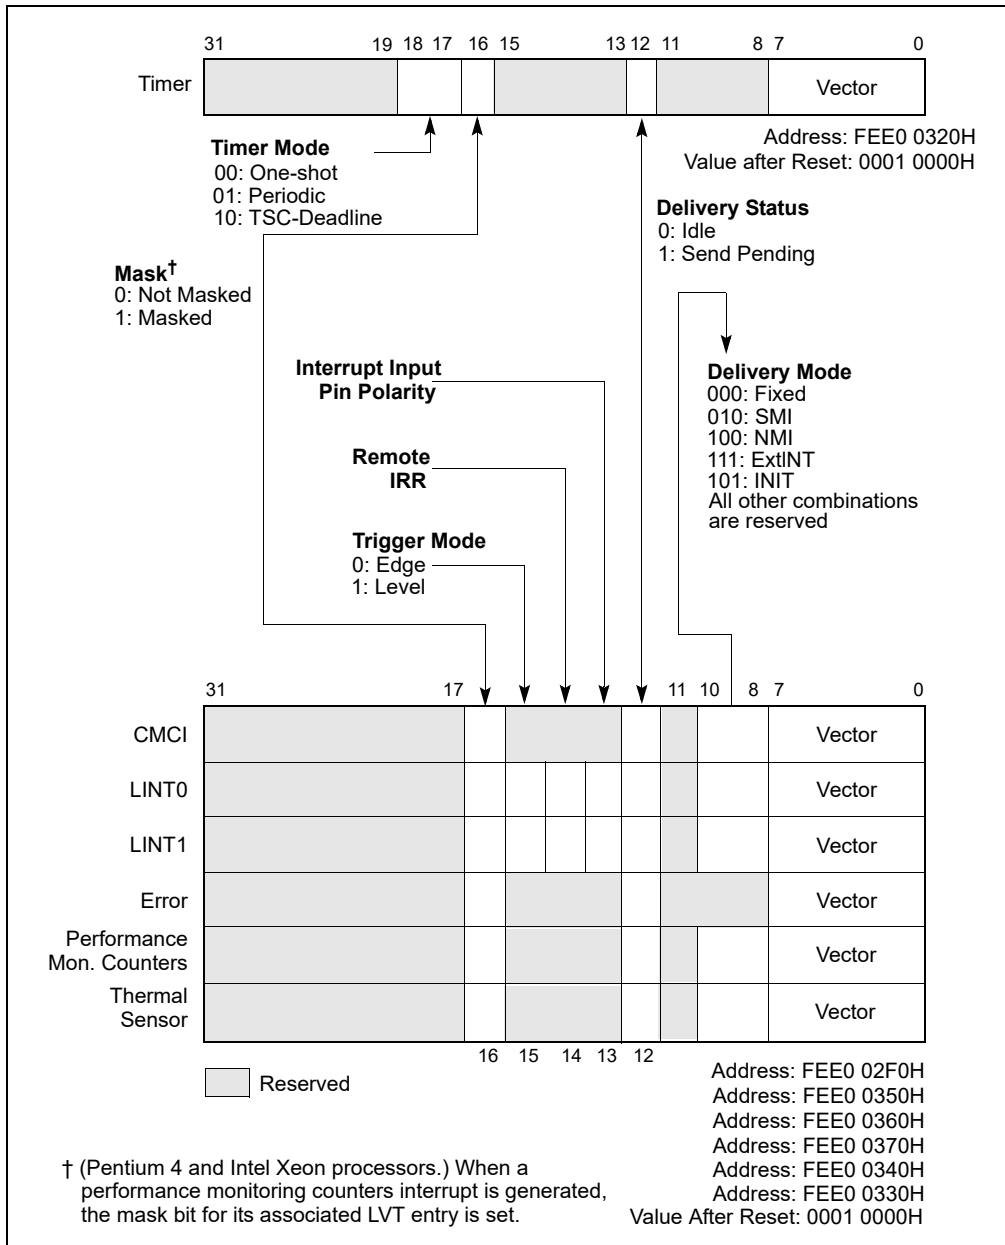 31 19 18 17 16 15 13 12 11 8 7 0
Timer Vector
Address: FEE0 0320H
Value after Reset: 0001 0000H
Timer Mode
00: One-shot
01: Periodic
10: TSC-Deadline
Delivery Status
0: Idle
1: Send Pending
Mask†
0: Not Masked
1: Masked
Interrupt Input
Pin Polarity
Delivery Mode
000: Fixed
010: SMI
100: NMI
111: ExtINT
101: INIT
All other combinations
are reserved
Remote
IRR
Trigger Mode
0: Edge
1: Level
31 17 11 10 8 7 0
CMCI Vector
LINT0 Vector
LINT1 Vector
Error Vector
Performance
Mon. Counters Vector
Thermal
Sensor Vector
16 15 14 13 12
Reserved
Address: FEE0 02F0H
Address: FEE0 0350H
Address: FEE0 0360H
Address: FEE0 0370H
Address: FEE0 0340H
Address: FEE0 0330H
Value After Reset: 0001 0000H
† (Pentium 4 and Intel Xeon processors.) When a
performance monitoring counters interrupt is generated,
the mask bit for its associated LVT entry is set.